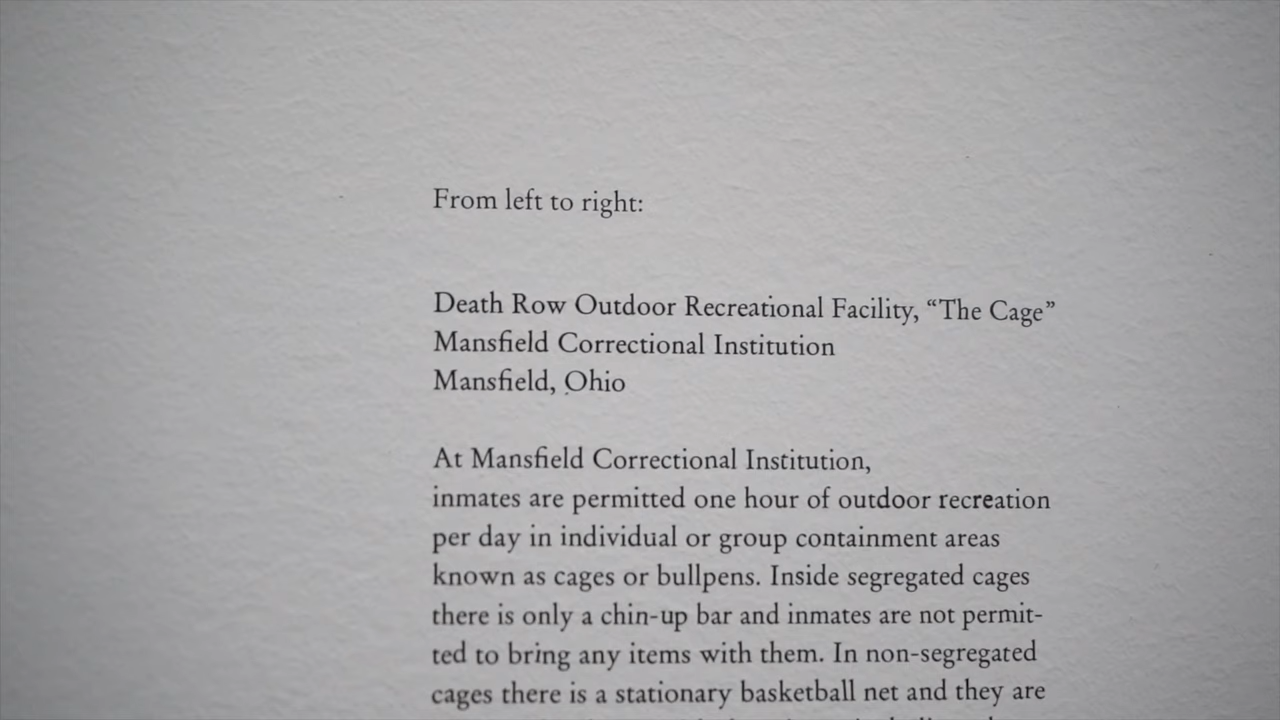 From left to right:
Death Row Outdoor Recreational Facility, “The Cage”
Mansfield Correctional Institution
Mansfield, Ohio
At Mansfield Correctional Institution,
inmates are permitted one hour of outdoor recreation
per day in individual or group containment areas
known as cages or bullpens. Inside segregated cages
there is only a chin-up bar and inmates are not permit-
ted to bring any items with them. In non-segregated
cages there is a stationary basketball net and they are